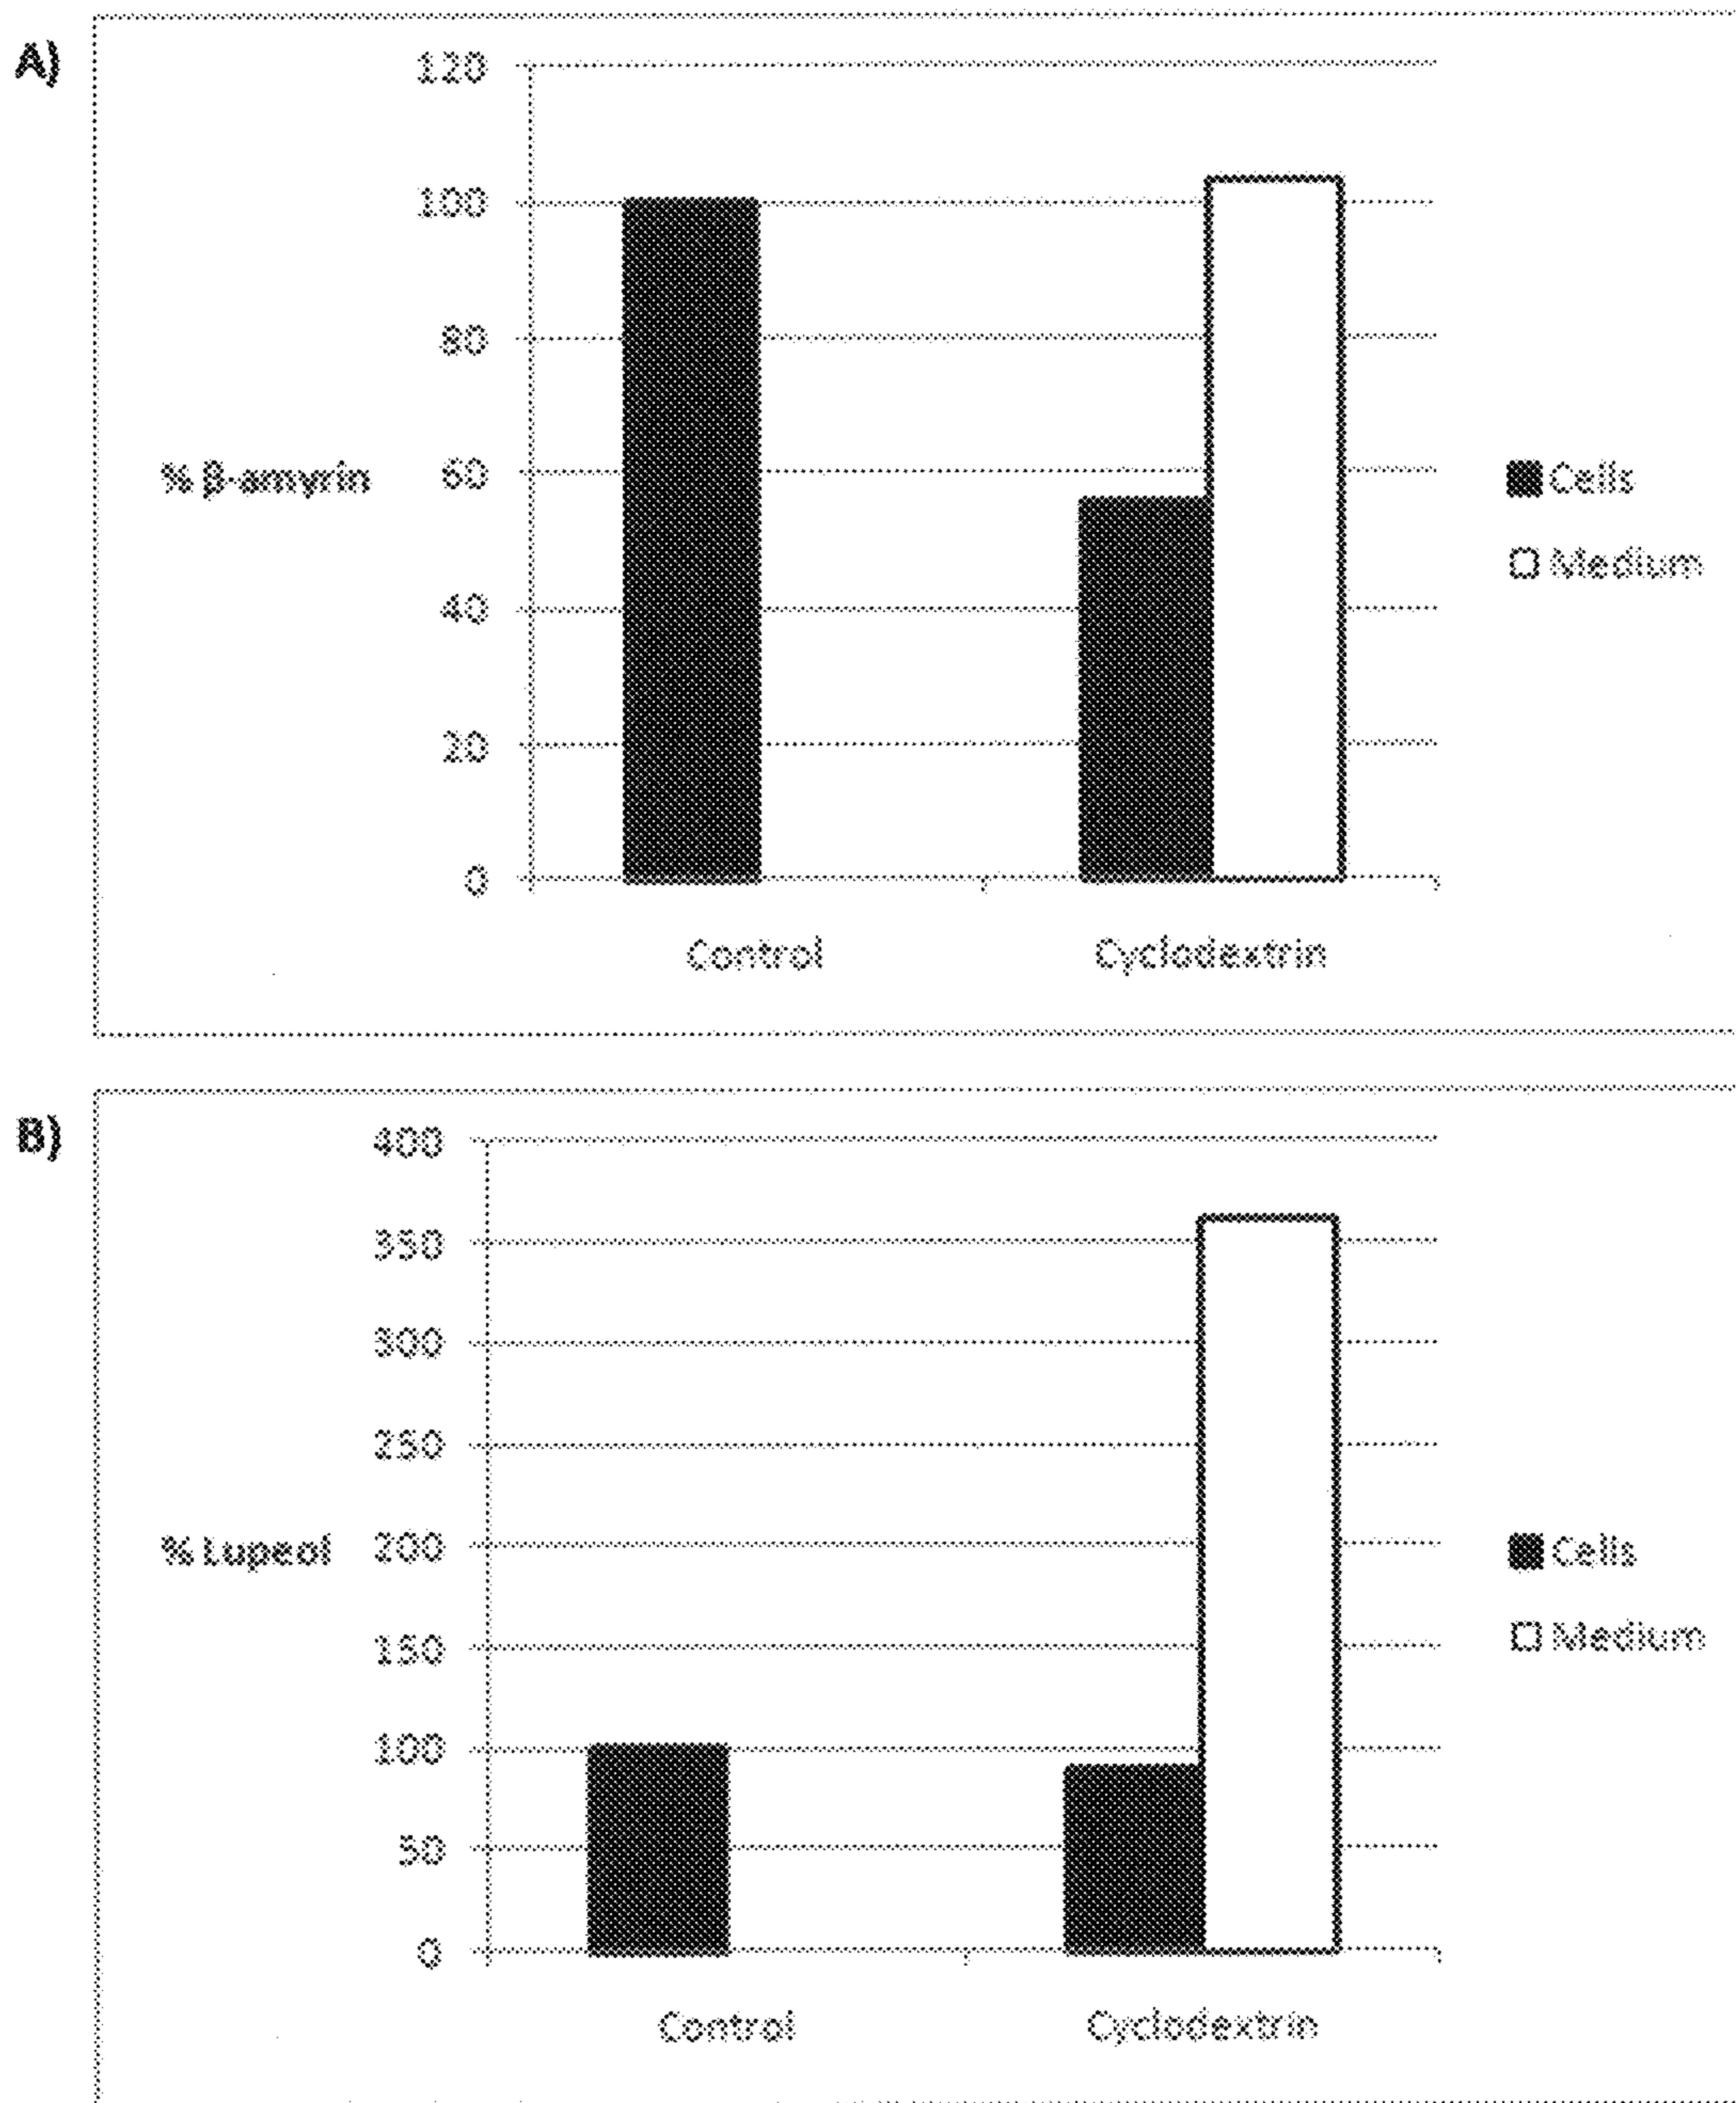 A)
120
100
80
% β-amyrin 60
40
20
0
Control Cyclodextrin
Cells
Medium
B)
400
350
300
250
% Lupeol 200
150
100
50
0
Control Cyclodextrin
Cells
Medium